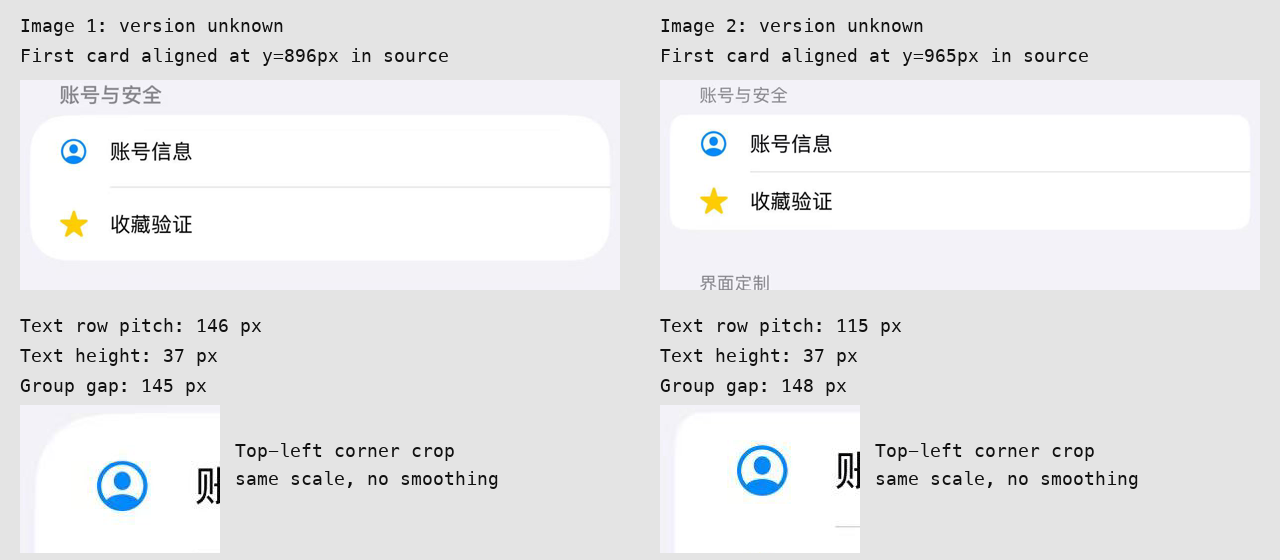 Image 1: version unknown
First card aligned at y=896px in source
账号与安全
账号信息
收藏验证
Text row pitch: 146 px
Text height: 37 px
Group gap: 145 px
Top-left corner crop
same scale, no smoothing
Image 2: version unknown
First card aligned at y=965px in source
账号与安全
账号信息
收藏验证
界面定制
Text row pitch: 115 px
Text height: 37 px
Group gap: 148 px
Top-left corner crop
same scale, no smoothing